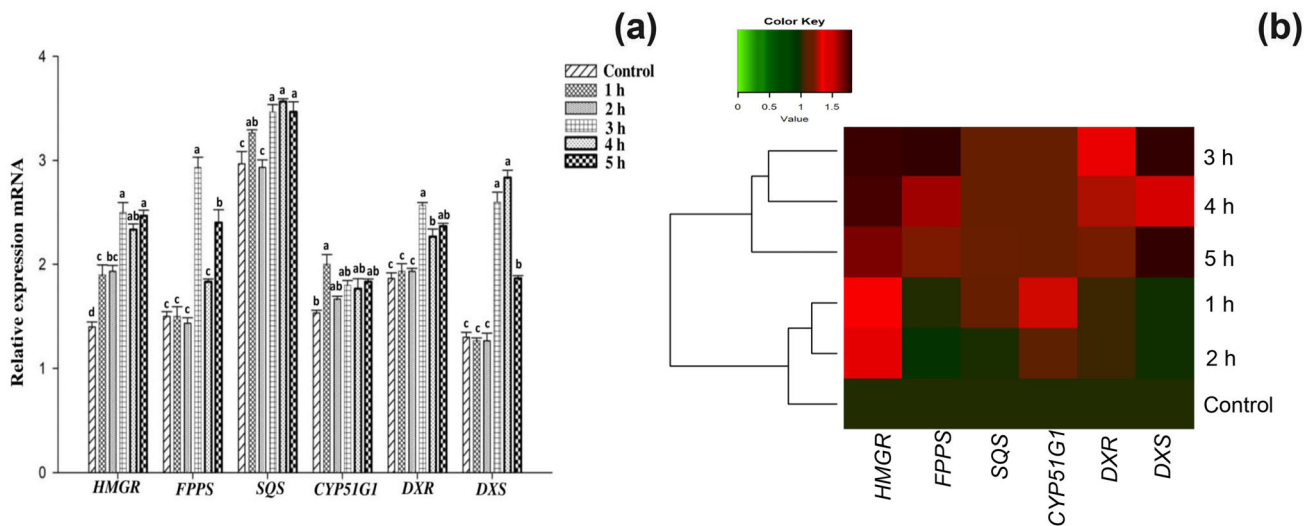 (a)
Relative expression mRNA
4
3
2
1
0
Control
1 h
2 h
3 h
4 h
5 h
d c bc a ab a
c c c a c b
c ab c a a a
b a ab ab ab ab
c c c a b ab
c c c a a b
HMGR FPPS SQS CYP51G1 DXR DXS
(b)
Color Key
0 0.5 1 1.5
Value
3 h
4 h
5 h
1 h
2 h
Control
HMGR
FPPS
SQS
CYP51G1
DXR
DXS